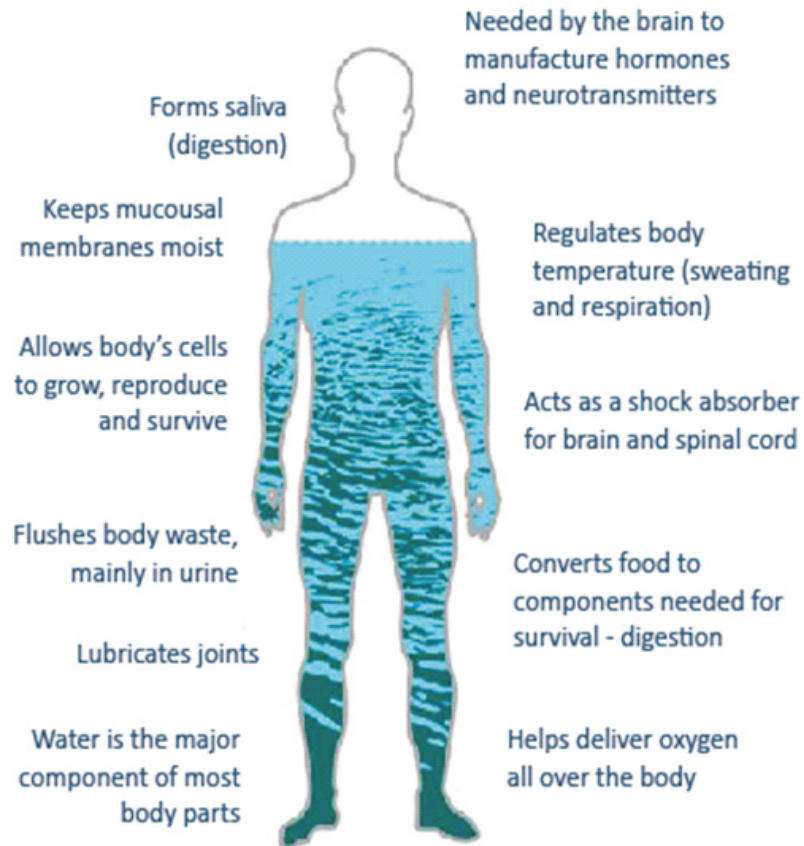 Needed by the brain to
manufacture hormones
and neurotransmitters
Forms saliva
(digestion)
Keeps mucousal
membranes moist
Regulates body
temperature (sweating
and respiration)
Allows body's cells
to grow, reproduce
and survive
Acts as a shock absorber
for brain and spinal cord
Flushes body waste,
mainly in urine
Converts food to
components needed for
survival - digestion
Lubricates joints
Water is the major
component of most
body parts
Helps deliver oxygen
all over the body